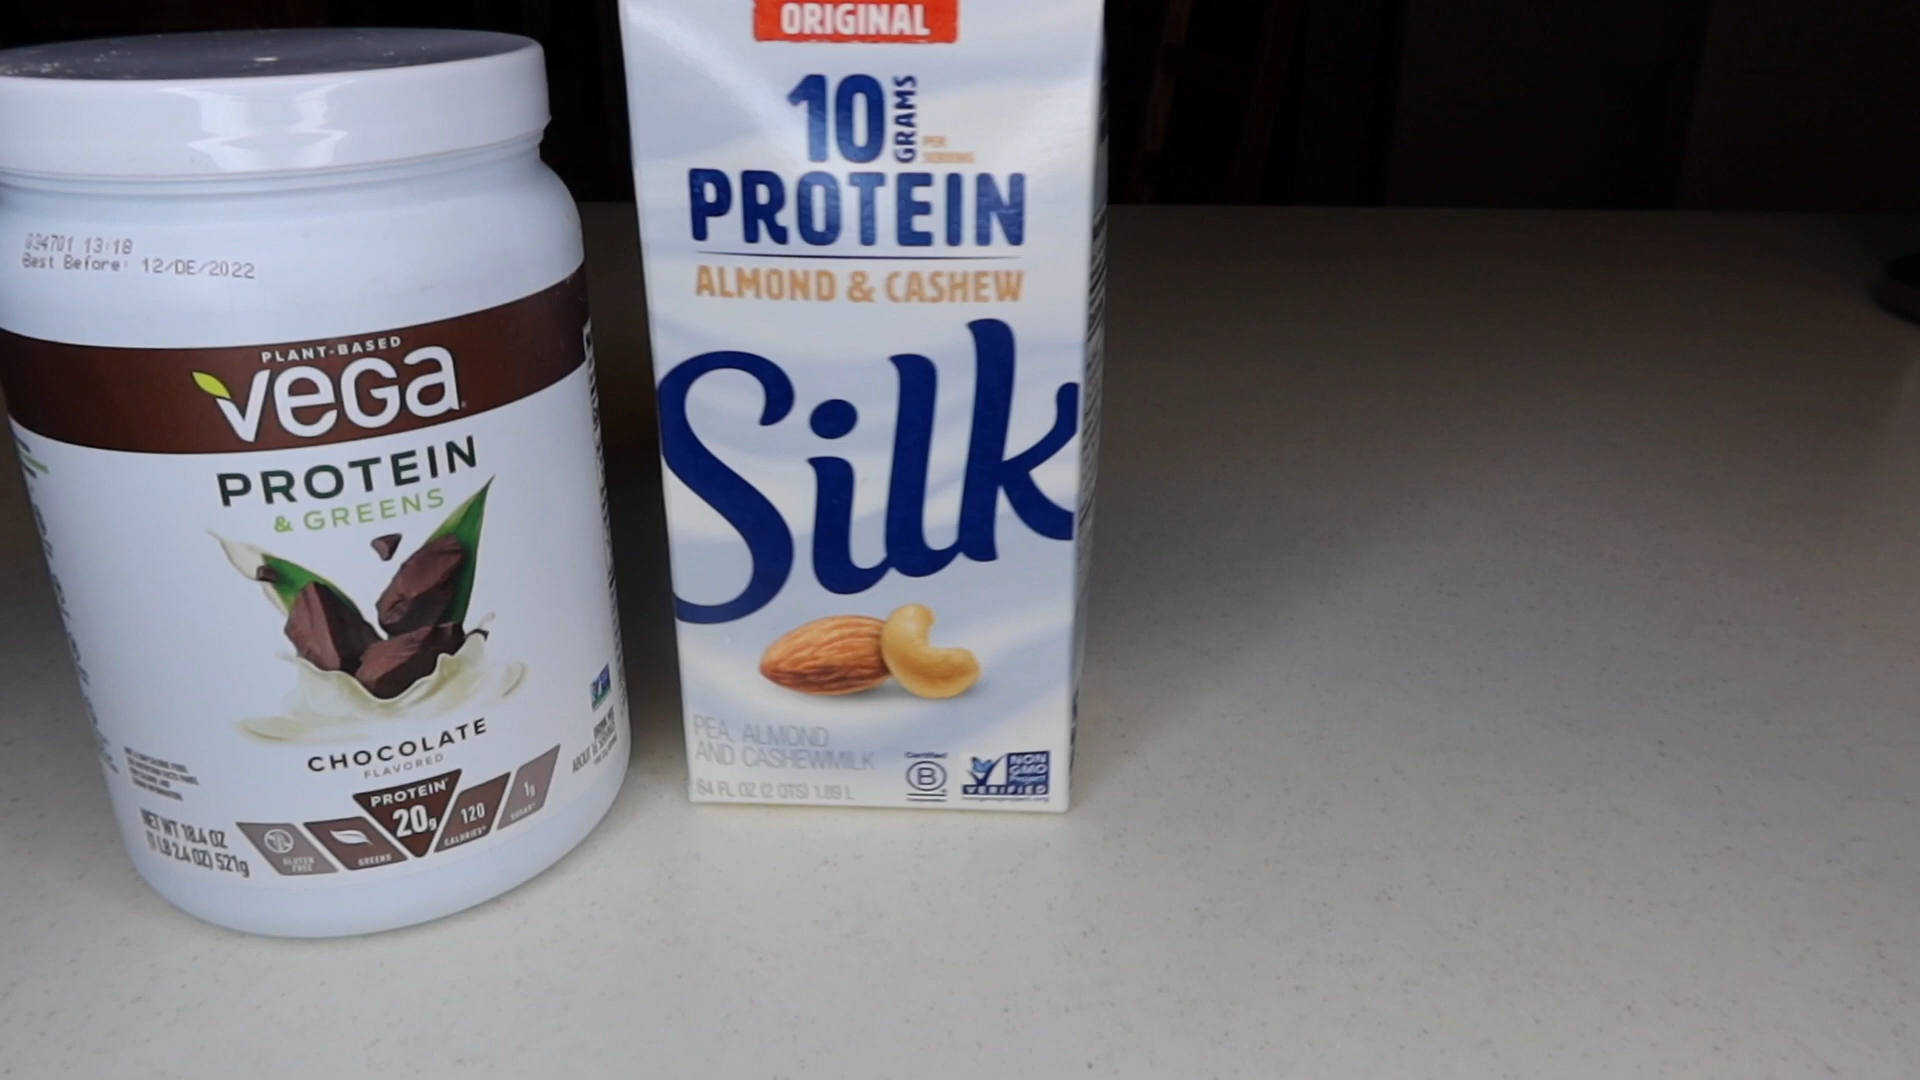 034701 13:18
Best Before: 12/DE/2022
PLANT-BASED
vega
PROTEIN
& GREENS
CHOCOLATE
FLAVORED
PROTEIN
20g
120
CALORIES*
1g
GLUTEN
FREE
GREENS
NET WT 18.4 OZ
(1 LB 2.4 OZ) 521g
ORIGINAL
10 GRAMS
PER
SERVING
PROTEIN
ALMOND & CASHEW
Silk
PEA, ALMOND
AND CASHEWMILK
64 FL OZ (2 QTS) 1.89 L
Certified
B
NON
GMO
Project
VERIFIED